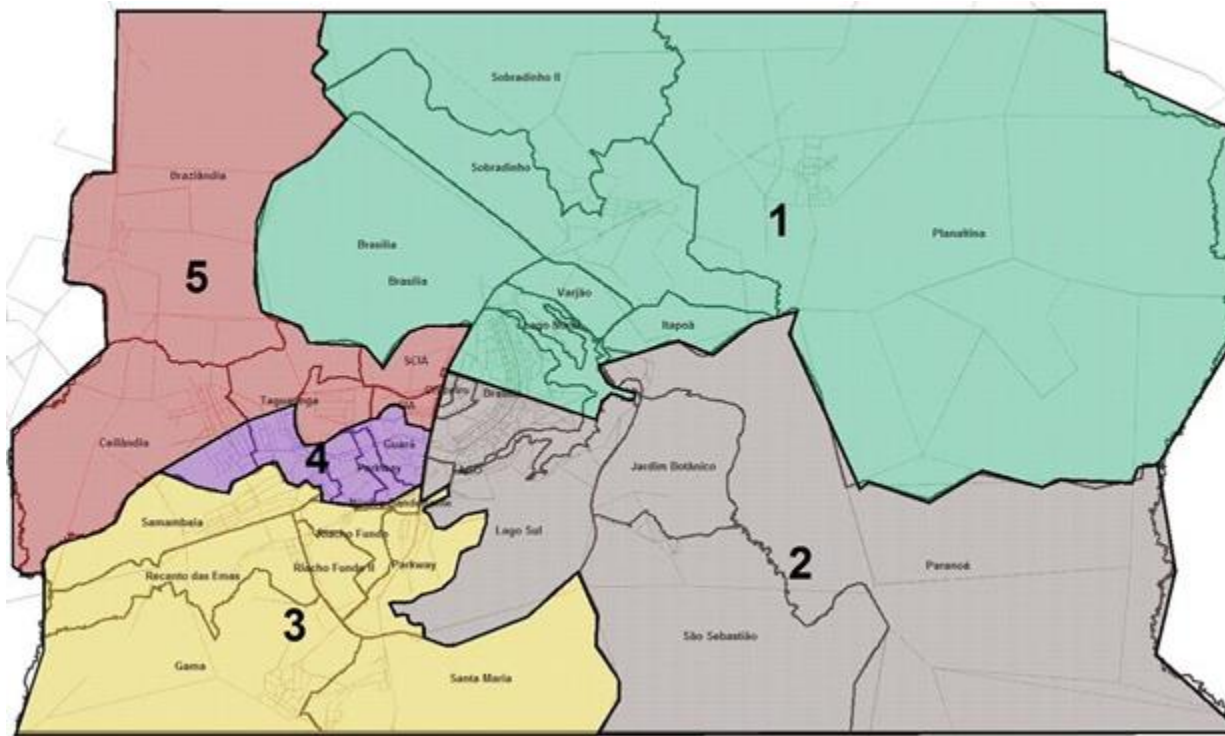 Sobradinho II
Sobradinho
Brazlândia
1
Planaltina
Brasília
5
Brasília
Varjão
Lago Norte
Itapoã
SCIA
Taguatinga
Ceilândia
Guará
4
Parkway
Jardim Botânico
Samambaia
Lago Sul
Riacho Fundo
2
Riacho Fundo II
Parkway
Paranoá
Recanto das Emas
3
São Sebastião
Gama
Santa Maria